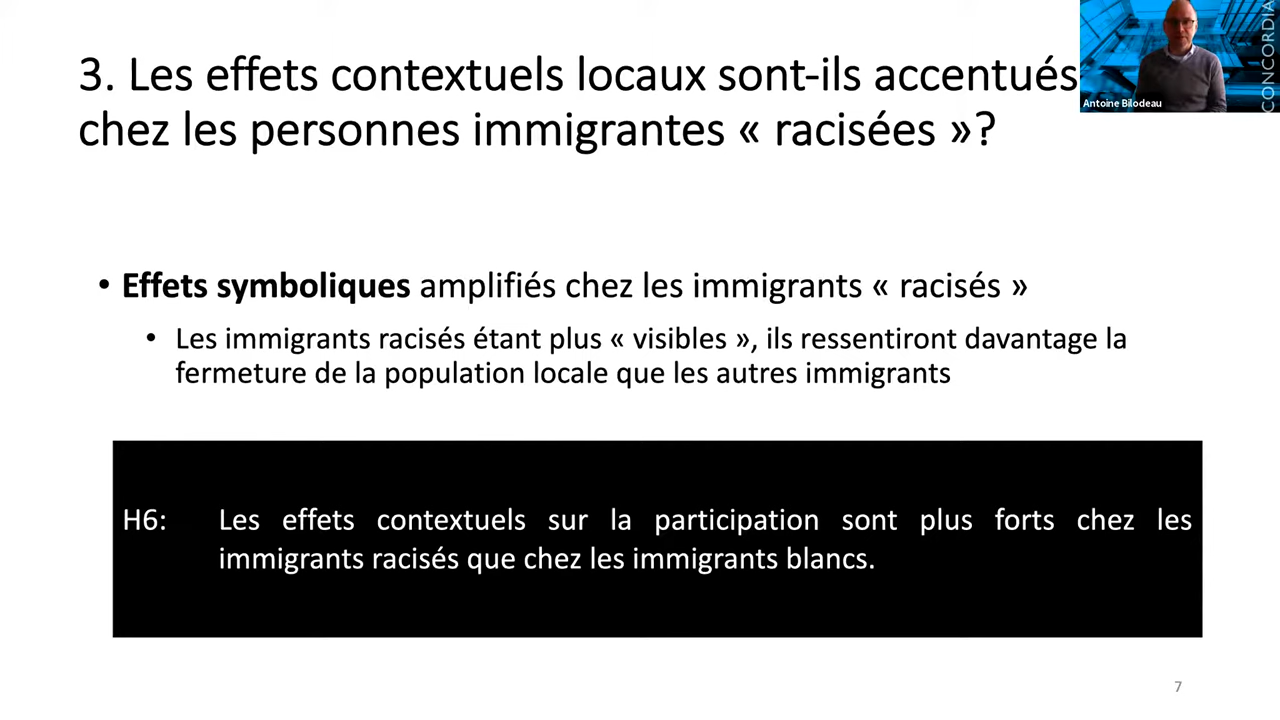 3. Les effets contextuels locaux sont-ils accentués
chez les personnes immigrantes « racisées »?
CONCORDIA
Antoine Bilodeau
• Effets symboliques amplifiés chez les immigrants « racisés »
• Les immigrants racisés étant plus « visibles », ils ressentiront davantage la
fermeture de la population locale que les autres immigrants
H6: Les effets contextuels sur la participation sont plus forts chez les
immigrants racisés que chez les immigrants blancs.
7